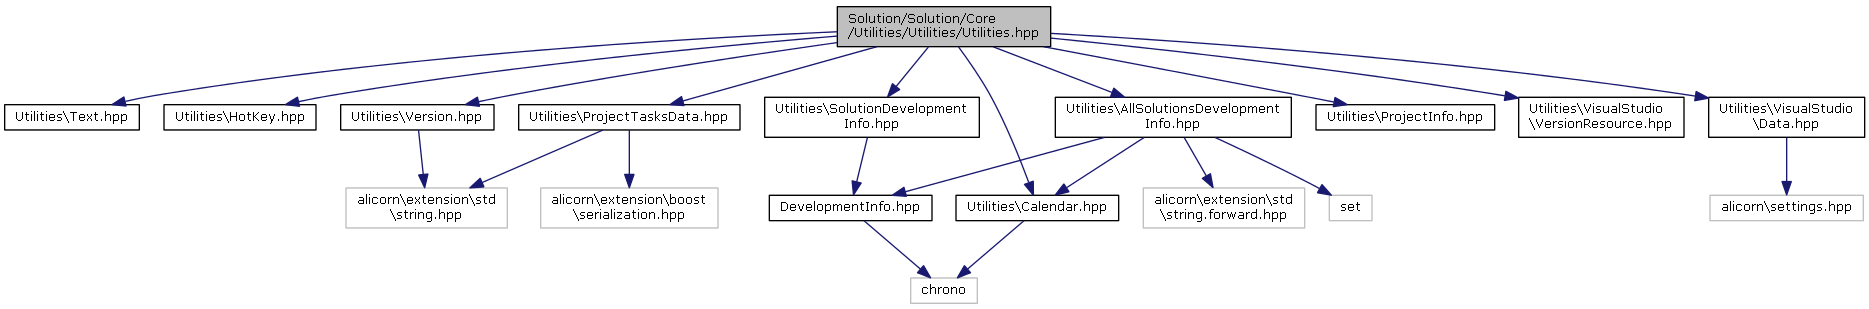 Solution/Solution/Core
/Utilities/Utilities/Utilities.hpp
Utilities\Text.hpp
Utilities\HotKey.hpp
Utilities\Version.hpp
Utilities\ProjectTasksData.hpp
Utilities\SolutionDevelopment
Info.hpp
Utilities\AllSolutionsDevelopment
Info.hpp
Utilities\ProjectInfo.hpp
Utilities\VisualStudio
\VersionResource.hpp
Utilities\VisualStudio
\Data.hpp
alicorn\extension\std
\string.hpp
alicorn\extension\boost
\serialization.hpp
DevelopmentInfo.hpp
Utilities\Calendar.hpp
alicorn\extension\std
\string.forward.hpp
set
alicorn\settings.hpp
chrono